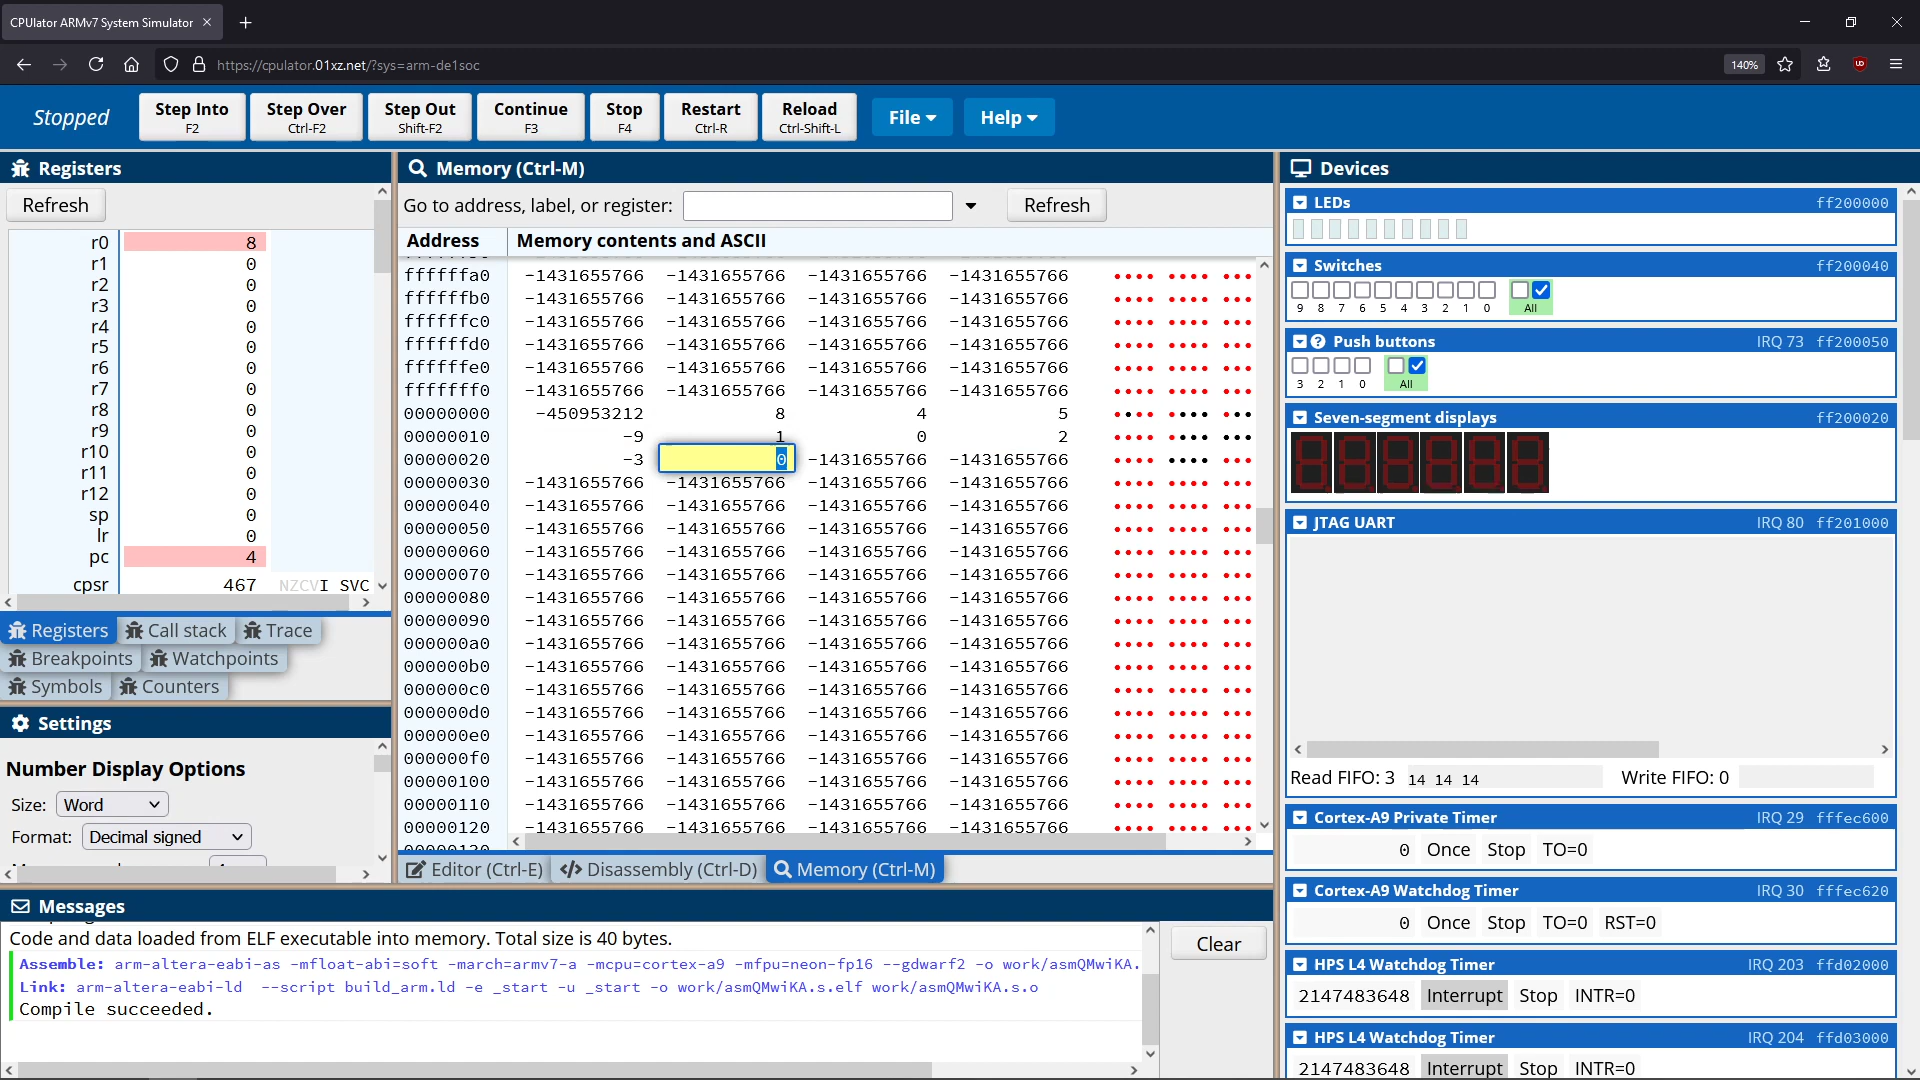 CPUlator ARMv7 System Simulator
https://cpulator.01xz.net/?sys=arm-de1soc
140%
Stopped
Step Into F2
Step Over Ctrl-F2
Step Out Shift-F2
Continue F3
Stop F4
Restart Ctrl-R
Reload Ctrl-Shift-L
File
Help
Registers
Refresh
r0 8
r1 0
r2 0
r3 0
r4 0
r5 0
r6 0
r7 0
r8 0
r9 0
r10 0
r11 0
r12 0
sp 0
lr 0
pc 4
cpsr 467 NZCVI SVC
Registers Call stack Trace
Breakpoints Watchpoints
Symbols Counters
Settings
Number Display Options
Size: Word
Format: Decimal signed
Memory (Ctrl-M)
Go to address, label, or register: Refresh
Address Memory contents and ASCII
ffffffa0 -1431655766 -1431655766 -1431655766 -1431655766
ffffffb0 -1431655766 -1431655766 -1431655766 -1431655766
ffffffc0 -1431655766 -1431655766 -1431655766 -1431655766
ffffffd0 -1431655766 -1431655766 -1431655766 -1431655766
ffffffe0 -1431655766 -1431655766 -1431655766 -1431655766
fffffff0 -1431655766 -1431655766 -1431655766 -1431655766
00000000 -450953212 8 4 5
00000010 -9 1 0 2
00000020 -3 0 -1431655766 -1431655766
00000030 -1431655766 -1431655766 -1431655766 -1431655766
00000040 -1431655766 -1431655766 -1431655766 -1431655766
00000050 -1431655766 -1431655766 -1431655766 -1431655766
00000060 -1431655766 -1431655766 -1431655766 -1431655766
00000070 -1431655766 -1431655766 -1431655766 -1431655766
00000080 -1431655766 -1431655766 -1431655766 -1431655766
00000090 -1431655766 -1431655766 -1431655766 -1431655766
000000a0 -1431655766 -1431655766 -1431655766 -1431655766
000000b0 -1431655766 -1431655766 -1431655766 -1431655766
000000c0 -1431655766 -1431655766 -1431655766 -1431655766
000000d0 -1431655766 -1431655766 -1431655766 -1431655766
000000e0 -1431655766 -1431655766 -1431655766 -1431655766
000000f0 -1431655766 -1431655766 -1431655766 -1431655766
00000100 -1431655766 -1431655766 -1431655766 -1431655766
00000110 -1431655766 -1431655766 -1431655766 -1431655766
00000120 -1431655766 -1431655766 -1431655766 -1431655766
Editor (Ctrl-E) Disassembly (Ctrl-D) Memory (Ctrl-M)
Messages
Code and data loaded from ELF executable into memory. Total size is 40 bytes.
Assemble: arm-altera-eabi-as -mfloat-abi=soft -march=armv7-a -mcpu=cortex-a9 -mfpu=neon-fp16 --gdwarf2 -o work/asmQMwiKA.
Link: arm-altera-eabi-ld --script build_arm.ld -e _start -u _start -o work/asmQMwiKA.s.elf work/asmQMwiKA.s.o
Compile succeeded.
Clear
Devices
LEDs ff200000
Switches ff200040
9 8 7 6 5 4 3 2 1 0 All
Push buttons IRQ 73 ff200050
3 2 1 0 All
Seven-segment displays ff200020
JTAG UART IRQ 80 ff201000
Read FIFO: 3 14 14 14 Write FIFO: 0
Cortex-A9 Private Timer IRQ 29 fffec600
0 Once Stop TO=0
Cortex-A9 Watchdog Timer IRQ 30 fffec620
0 Once Stop TO=0 RST=0
HPS L4 Watchdog Timer IRQ 203 ffd02000
2147483648 Interrupt Stop INTR=0
HPS L4 Watchdog Timer IRQ 204 ffd03000
2147483648 Interrupt Stop INTR=0